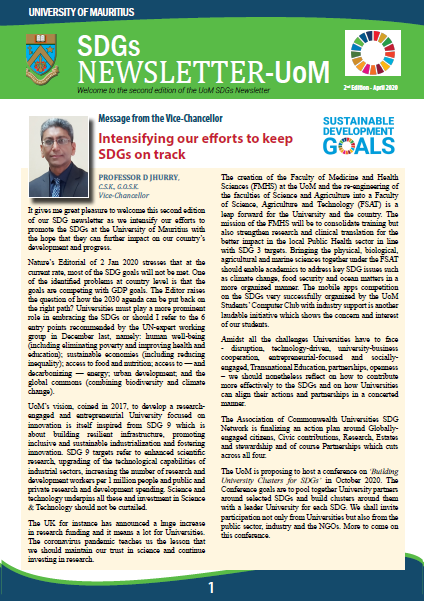 UNIVERSITY OF MAURITIUS
SDGs
NEWSLETTER-UoM
Welcome to the second edition of the UoM SDGs Newsletter
2nd Edition - April 2020
Message from the Vice-Chancellor
Intensifying our efforts to keep
SDGs on track
PROFESSOR D JHURRY,
C.S.K., G.O.S.K.
Vice-Chancellor
SUSTAINABLE
DEVELOPMENT
GOALS
It gives me great pleasure to welcome this second edition
of our SDG newsletter as we intensify our efforts to
promote the SDGs at the University of Mauritius with
the hope that they can further impact on our country's
development and progress.
Nature's Editorial of 2 Jan 2020 stresses that at the
current rate, most of the SDG goals will not be met. One
of the identified problems at country level is that the
goals are competing with GDP goals. The Editor raises
the question of how the 2030 agenda can be put back on
the right path? Universities must play a more prominent
role in embracing the SDGs or should I refer to the 6
entry points recommended by the UN-expert working
group in December last, namely: human well-being
(including eliminating poverty and improving health and
education); sustainable economies (including reducing
inequality); access to food and nutrition; access to — and
decarbonizing — energy; urban development; and the
global commons (combining biodiversity and climate
change).
UoM's vision, coined in 2017, to develop a research-
engaged and entrepreneurial University focused on
innovation is itself inspired from SDG 9 which is
about building resilient infrastructure, promoting
inclusive and sustainable industrialization and fostering
innovation. SDG 9 targets refer to enhanced scientific
research, upgrading of the technological capabilities of
industrial sectors, increasing the number of research and
development workers per 1 million people and public and
private research and development spending. Science and
technology underpins all these and investment in Science
& Technology should not be curtailed.
The UK for instance has announced a huge increase
in research funding and it means a lot for Universities.
The coronavirus pandemic teaches us the lesson that
we should maintain our trust in science and continue
investing in research.
The creation of the Faculty of Medicine and Health
Sciences (FMHS) at the UoM and the re-engineering of
the faculties of Science and Agriculture into a Faculty
of Science, Agriculture and Technology (FSAT) is a
leap forward for the University and the country. The
mission of the FMHS will be to consolidate training but
also strengthen research and clinical translation for the
better impact in the local Public Health sector in line
with SDG 3 targets. Bringing the physical, biological,
agricultural and marine sciences together under the FSAT
should enable academics to address key SDG issues such
as climate change, food security and ocean matters in a
more organized manner. The mobile apps competition
on the SDGs very successfully organized by the UoM
Students' Computer Club with industry support is another
laudable initiative which shows the concern and interest
of our students.
Amidst all the challenges Universities have to face
- disruption, technology-driven, university-business
cooperation, entrepreneurial-focused and socially-
engaged, Transnational Education, partnerships, openness
– we should nonetheless reflect on how to contribute
more effectively to the SDGs and on how Universities
can align their actions and partnerships in a concerted
manner.
The Association of Commonwealth Universities SDG
Network is finalizing an action plan around Globally-
engaged citizens, Civic contributions, Research, Estates
and stewardship and of course Partnerships which cuts
across all four.
The UoM is proposing to host a conference on 'Building
University Clusters for SDGs' in October 2020. The
Conference goals are to pool together University partners
around selected SDGs and build clusters around them
with a leader University for each SDG. We shall invite
participation not only from Universities but also from the
public sector, industry and the NGOs. More to come on
this conference.
1